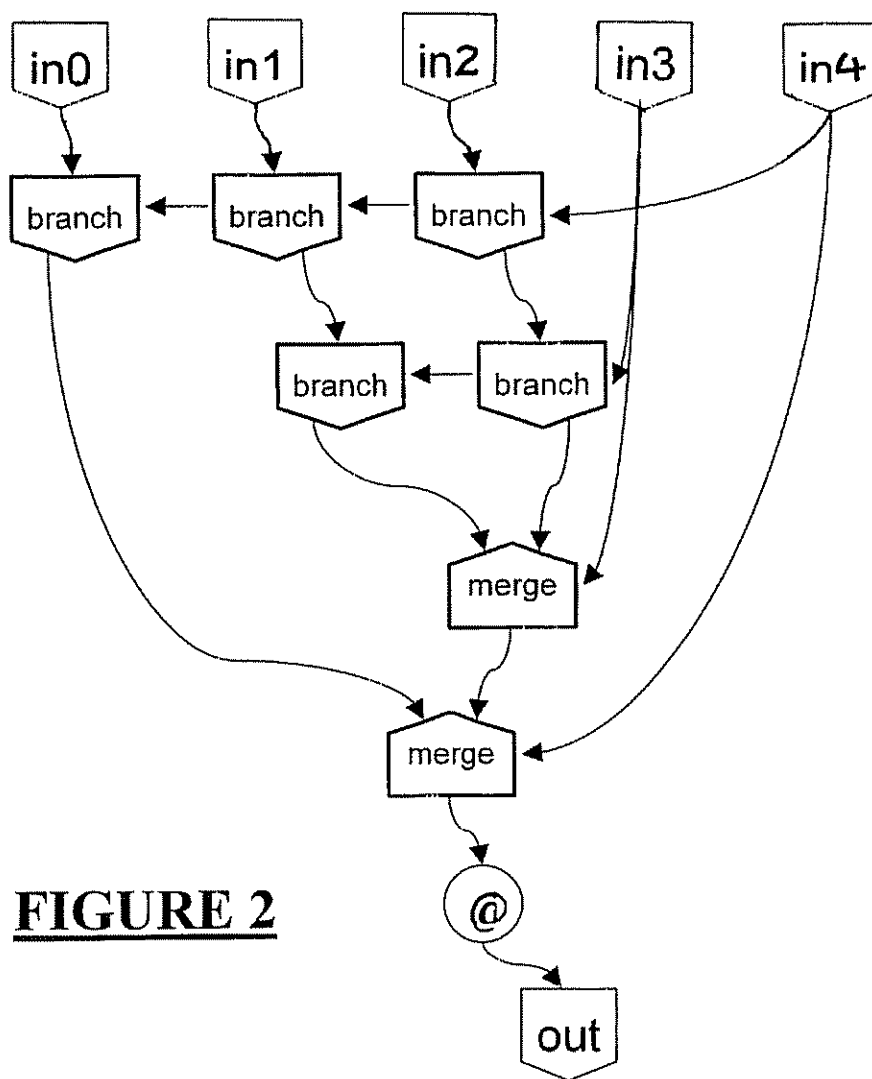 in0
in1
in2
in3
in4
branch
branch
branch
branch
branch
merge
merge
@
FIGURE 2
out